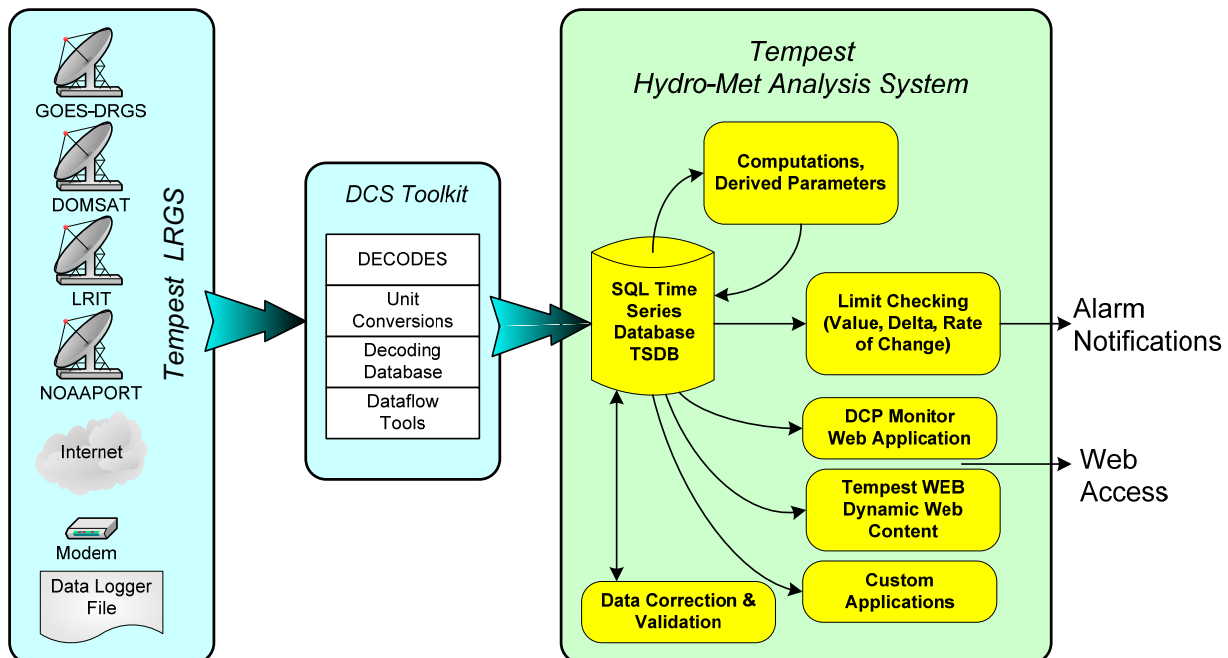 GOES-DRGS
DOMSAT
LRIT
NOAAPORT
Internet
Modem
Data Logger
File
Tempest LRGS
DCS Toolkit
DECODES
Unit
Conversions
Decoding
Database
Dataflow
Tools
Tempest
Hydro-Met Analysis System
Computations,
Derived Parameters
SQL Time
Series
Database
TSDB
Limit Checking
(Value, Delta, Rate
of Change)
DCP Monitor
Web Application
Tempest WEB
Dynamic Web
Content
Custom
Applications
Data Correction &
Validation
Alarm
Notifications
Web
Access